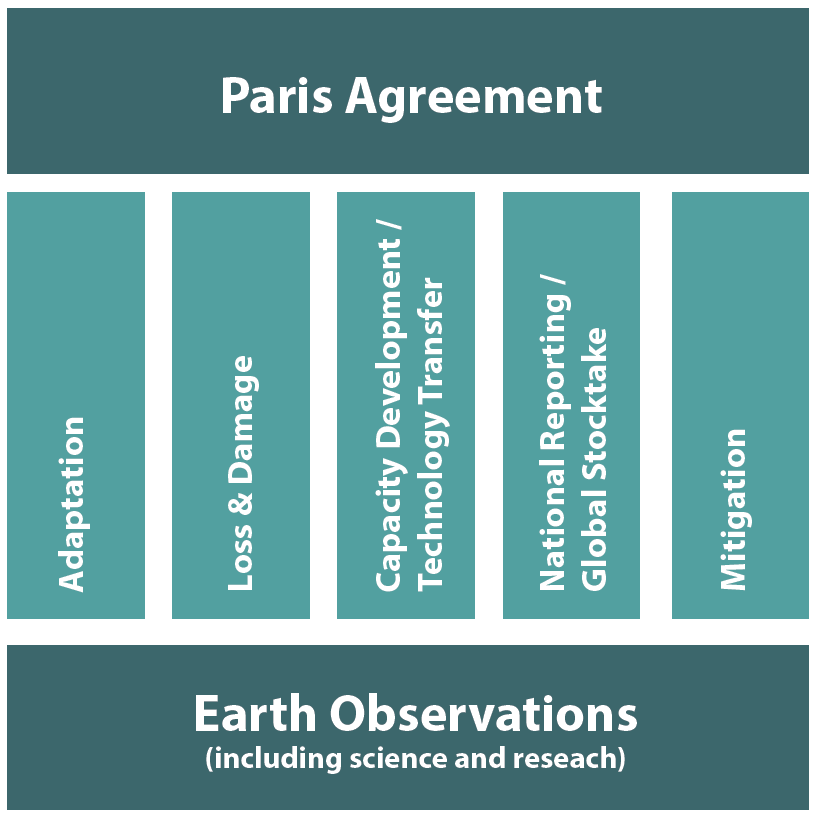 Paris Agreement
Adaptation
Loss & Damage
Capacity Development /
Technology Transfer
National Reporting /
Global Stocktake
Mitigation
Earth Observations
(including science and reseach)